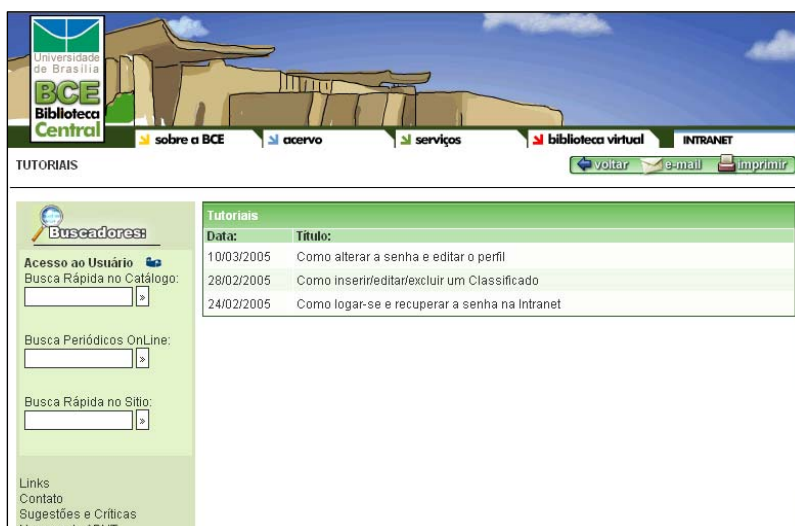 Universidade
de Brasília
BCE
Biblioteca
Central
sobre a BCE
acervo
serviços
biblioteca virtual
INTRANET
TUTORIAIS
voltar
e-mail
imprimir
Buscadores:
Acesso ao Usuário
Busca Rápida no Catálogo:
»
Busca Periódicos OnLine:
»
Busca Rápida no Sitio:
»
Links
Contato
Sugestões e Críticas
Tutoriais
Data: Título:
10/03/2005 Como alterar a senha e editar o perfil
28/02/2005 Como inserir/editar/excluir um Classificado
24/02/2005 Como logar-se e recuperar a senha na Intranet